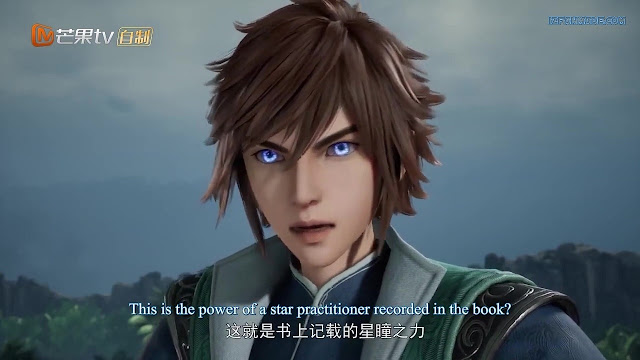 芒果tv 自制
This is the power of a star practitioner recorded in the book?
这就是书上记载的星瞳之力